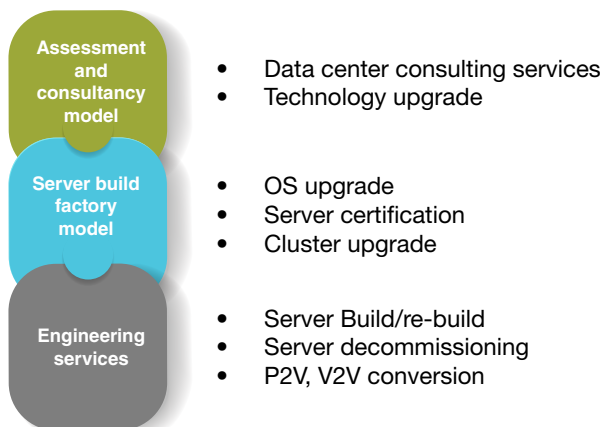 Assessment
and
consultancy
model
• Data center consulting services
• Technology upgrade
Server build
factory
model
• OS upgrade
• Server certification
• Cluster upgrade
Engineering
services
• Server Build/re-build
• Server decommissioning
• P2V, V2V conversion